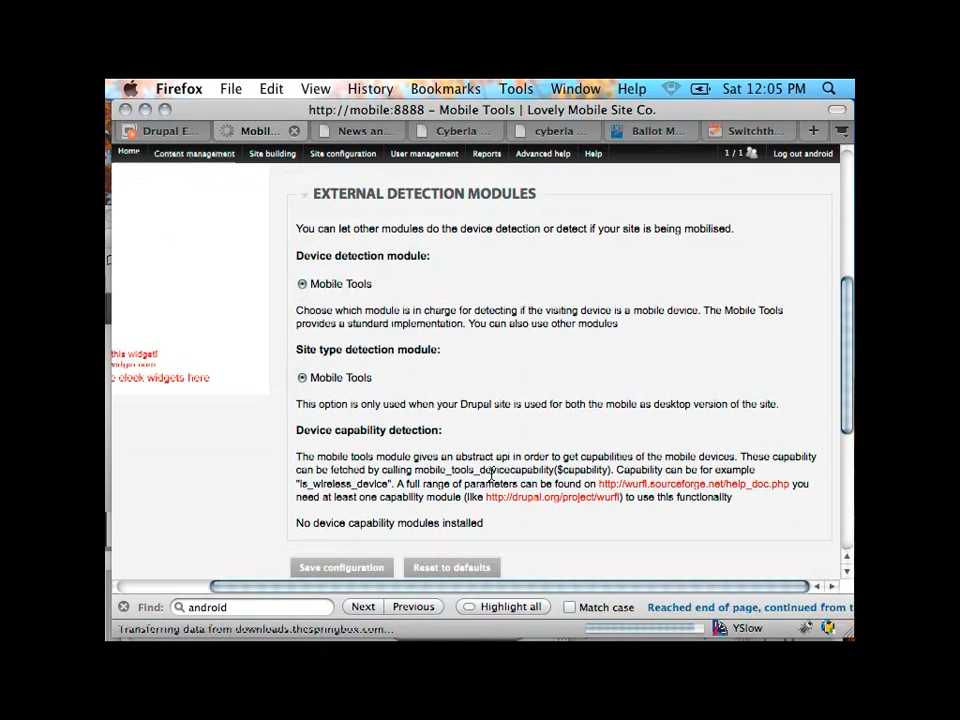 Firefox File Edit View History Bookmarks Tools Window Help Sat 12:05 PM
http://mobile:8888 – Mobile Tools | Lovely Mobile Site Co.
Drupal E... Mobil... News an... Cyberla ... cyberla ... Ballot M... Switchth...
Home Content management Site building Site configuration User management Reports Advanced help Help 1 / 1 Log out android
EXTERNAL DETECTION MODULES
You can let other modules do the device detection or detect if your site is being mobilised.
Device detection module:
Mobile Tools
Choose which module is in charge for detecting if the visiting device is a mobile device. The Mobile Tools
provides a standard implementation. You can also use other modules
Site type detection module:
this widget!
Mobile Tools
clock widgets here
This option is only used when your Drupal site is used for both the mobile as desktop version of the site.
Device capability detection:
The mobile tools module gives an abstract api in order to get capabilities of the mobile devices. These capability
can be fetched by calling mobile_tools_devicecapability($capability). Capability can be for example
"is_wireless_device". A full range of parameters can be found on http://wurfl.sourceforge.net/help_doc.php you
need at least one capability module (like http://drupal.org/project/wurfl) to use this functionality
No device capability modules installed
Save configuration Reset to defaults
Find: android Next Previous Highlight all Match case Reached end of page, continued from t
Transferring data from downloads.thespringbox.com... YSlow